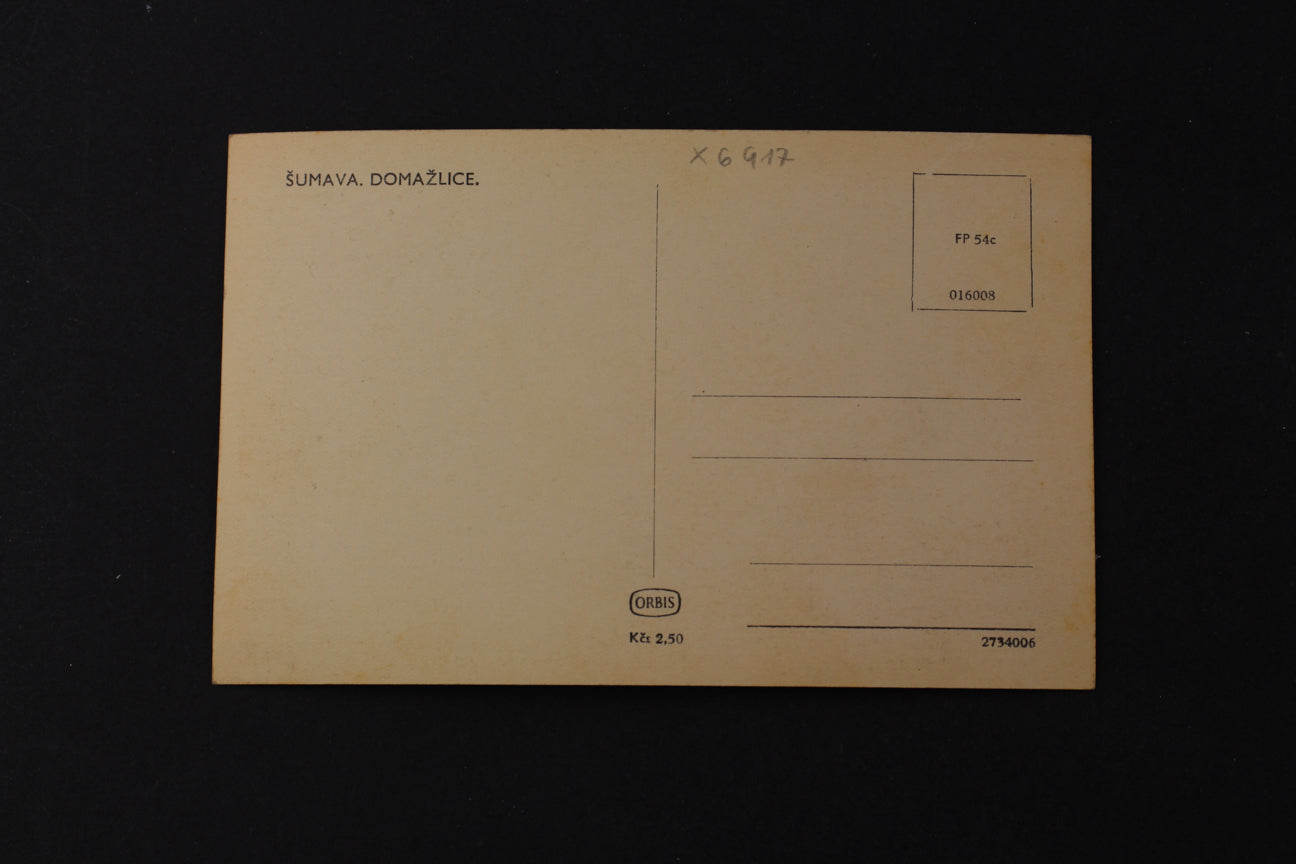 ŠUMAVA. DOMAŽLICE.
X 6917
FP 54c
016008
ORBIS
Kčs 2,50
2734006